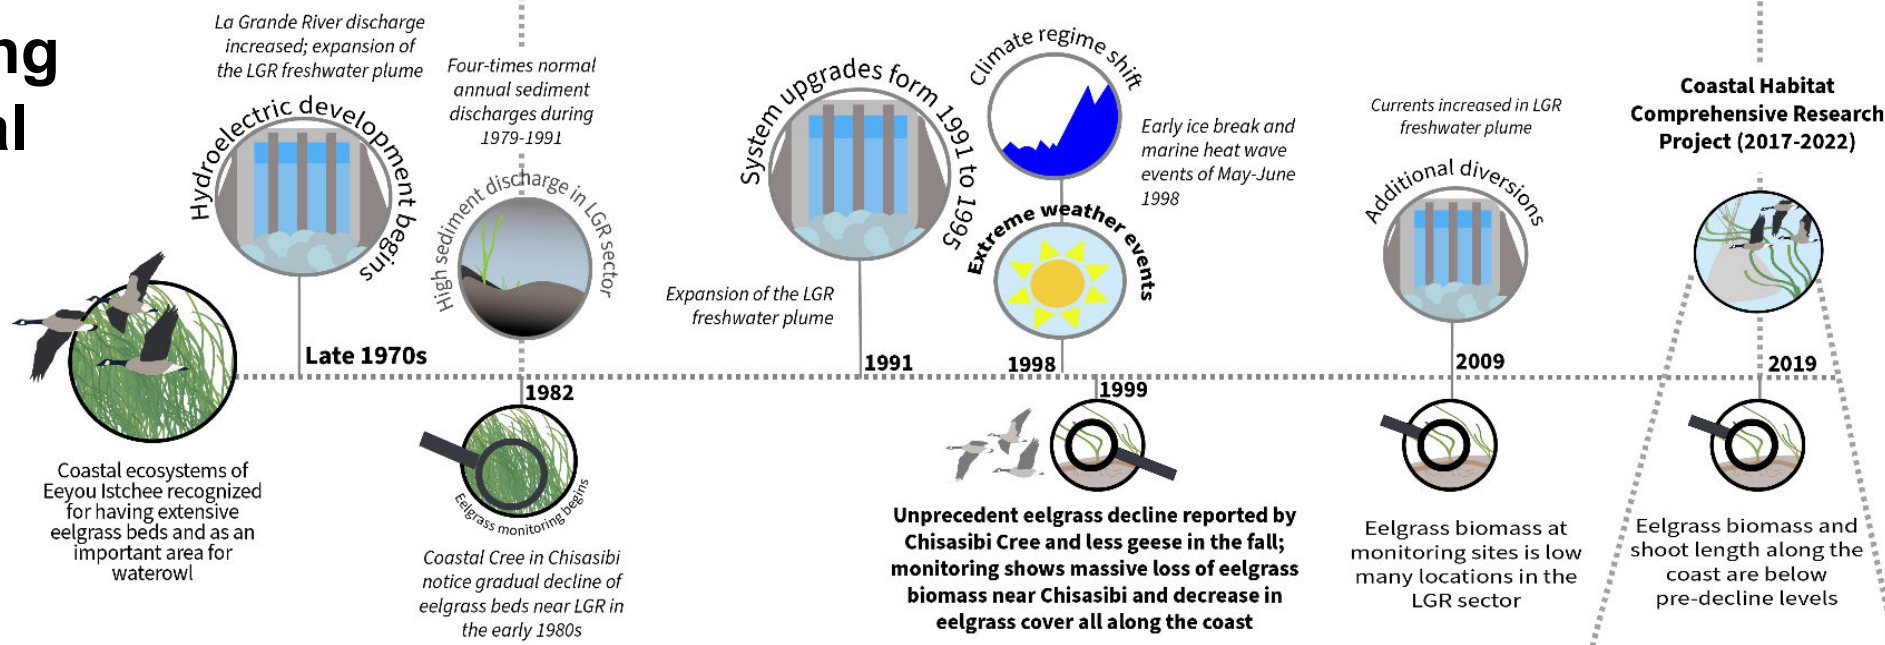 ng
al
La Grande River discharge
increased; expansion of
the LGR freshwater plume
Hydroelectric development begins
Late 1970s
Coastal ecosystems of
Eeyou Istchee recognized
for having extensive
eelgrass beds and as an
important area for
waterowl
Four-times normal
annual sediment
discharges during
1979-1991
High sediment discharge in LGR sector
1982
Eelgrass monitoring begins
Coastal Cree in Chisasibi
notice gradual decline of
eelgrass beds near LGR in
the early 1980s
System upgrades form 1991 to 1995
Expansion of the LGR
freshwater plume
1991
Climate regime shift
Early ice break and
marine heat wave
events of May-June
1998
Extreme weather events
1998
1999
Unprecedent eelgrass decline reported by
Chisasibi Cree and less geese in the fall;
monitoring shows massive loss of eelgrass
biomass near Chisasibi and decrease in
eelgrass cover all along the coast
Currents increased in LGR
freshwater plume
Additional diversions
2009
Eelgrass biomass at
monitoring sites is low
many locations in the
LGR sector
Coastal Habitat
Comprehensive Research
Project (2017-2022)
2019
Eelgrass biomass and
shoot length along the
coast are below
pre-decline levels